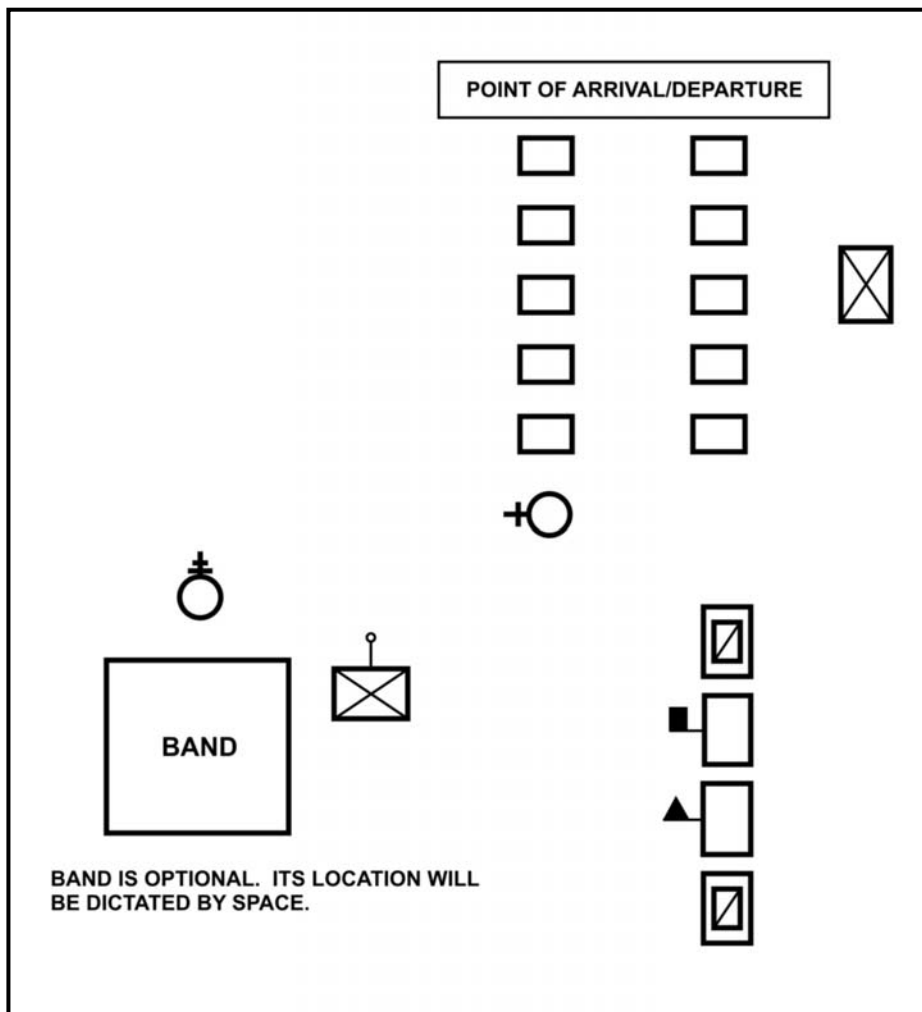 POINT OF ARRIVAL/DEPARTURE
BAND
BAND IS OPTIONAL. ITS LOCATION WILL
BE DICTATED BY SPACE.